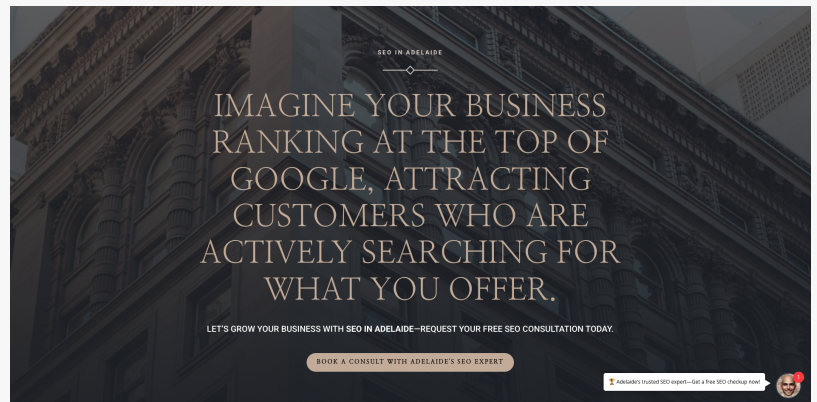 SEO IN ADELAIDE
IMAGINE YOUR BUSINESS
RANKING AT THE TOP OF
GOOGLE, ATTRACTING
CUSTOMERS WHO ARE
ACTIVELY SEARCHING FOR
WHAT YOU OFFER.
LET'S GROW YOUR BUSINESS WITH SEO IN ADELAIDE—REQUEST YOUR FREE SEO CONSULTATION TODAY.
BOOK A CONSULT WITH ADELAIDE'S SEO EXPERT
🏆 Adelaide's trusted SEO expert—Get a free SEO checkup now!
1